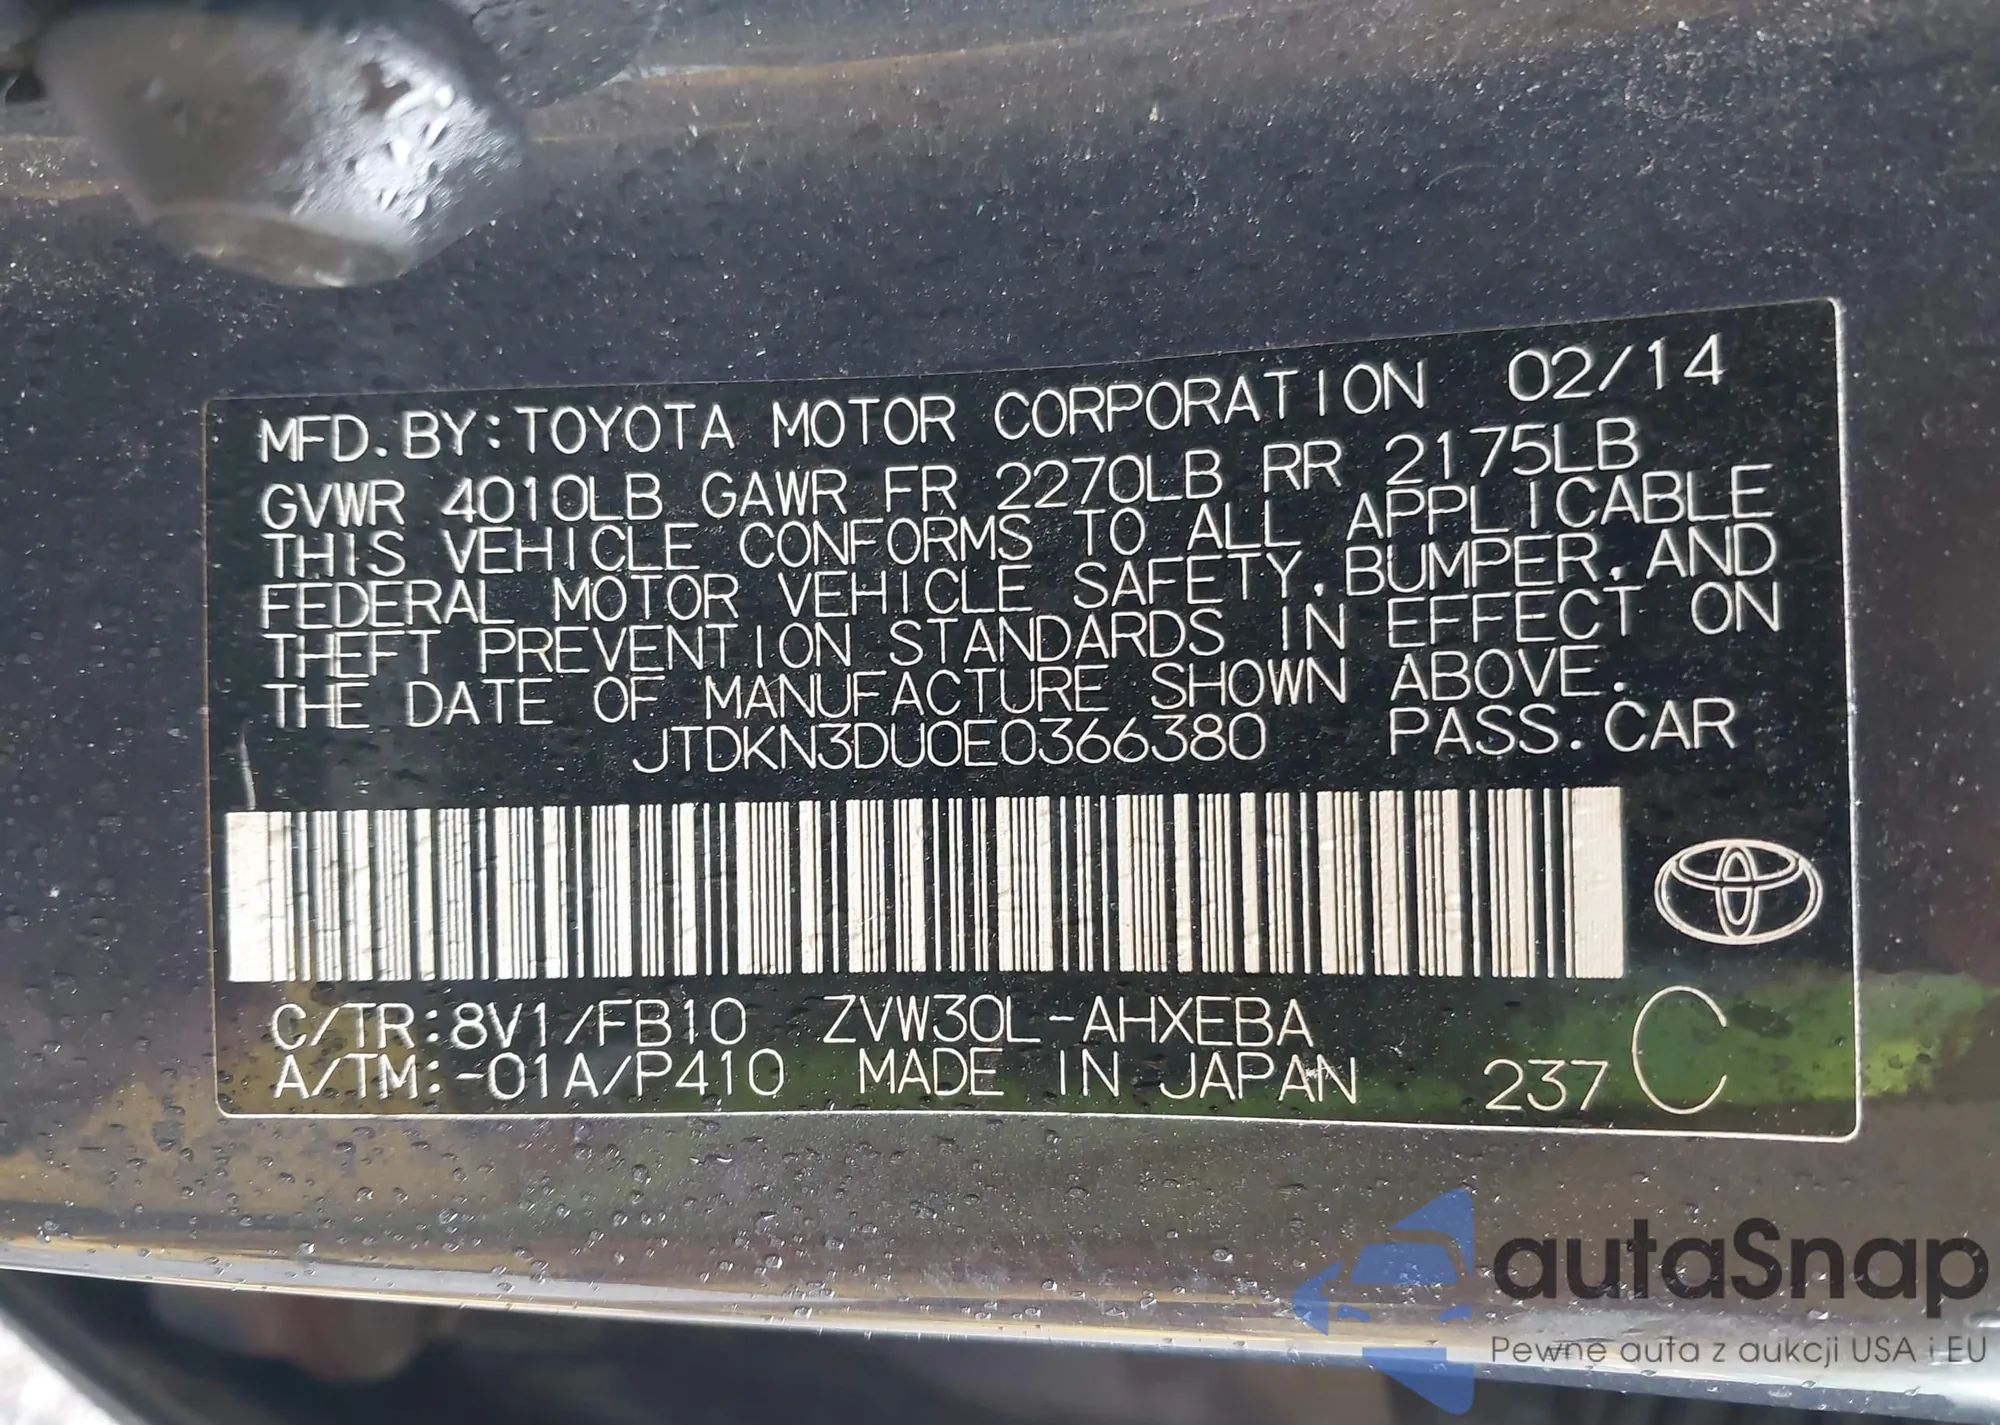 MFD.BY:TOYOTA MOTOR CORPORATION 02/14
GVWR 4010LB GAWR FR 2270LB RR 2175LB
THIS VEHICLE CONFORMS TO ALL APPLICABLE
FEDERAL MOTOR VEHICLE SAFETY,BUMPER,AND
THEFT PREVENTION STANDARDS IN EFFECT ON
THE DATE OF MANUFACTURE SHOWN ABOVE.
JTDKN3DU0E0366380 PASS.CAR
C/TR:8V1/FB10 ZVW30L-AHXEBA
A/TM:-01A/P410 MADE IN JAPAN 237 C
autaSnap
Pewne auta z aukcji USA i EU